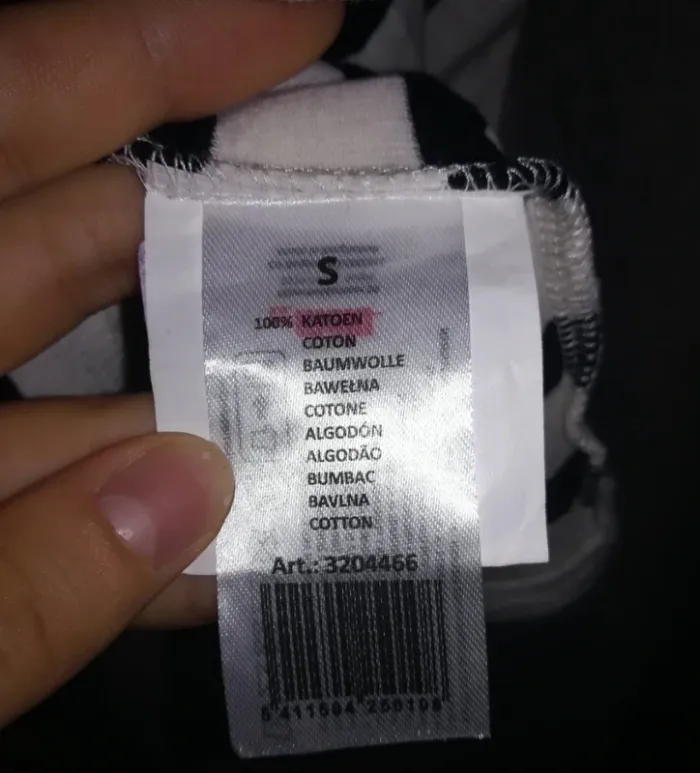 S
100% KATOEN
COTON
BAUMWOLLE
BAWEŁNA
COTONE
ALGODÓN
ALGODÃO
BUMBAC
BAVLNA
COTTON
Art.: 3204466